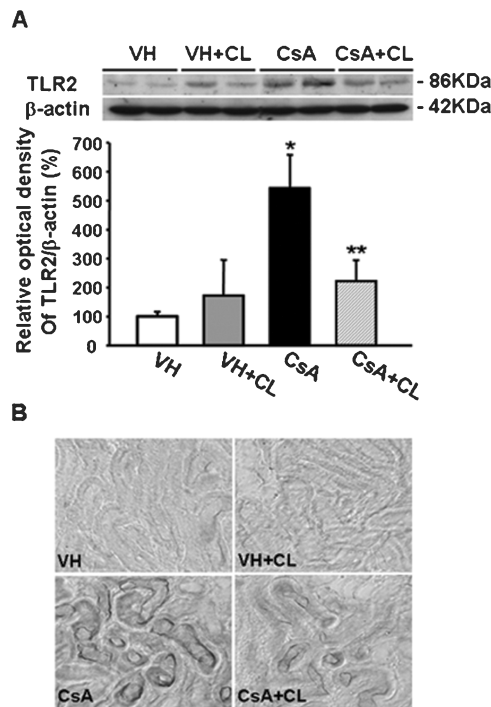 A
VH VH+CL CsA CsA+CL
TLR2 - 86KDa
β-actin - 42KDa
Relative optical density
Of TLR2/β-actin (%)
700
600
500
400
300
200
100
0
*
**
VH VH+CL CsA CsA+CL
B
VH VH+CL
CsA CsA+CL